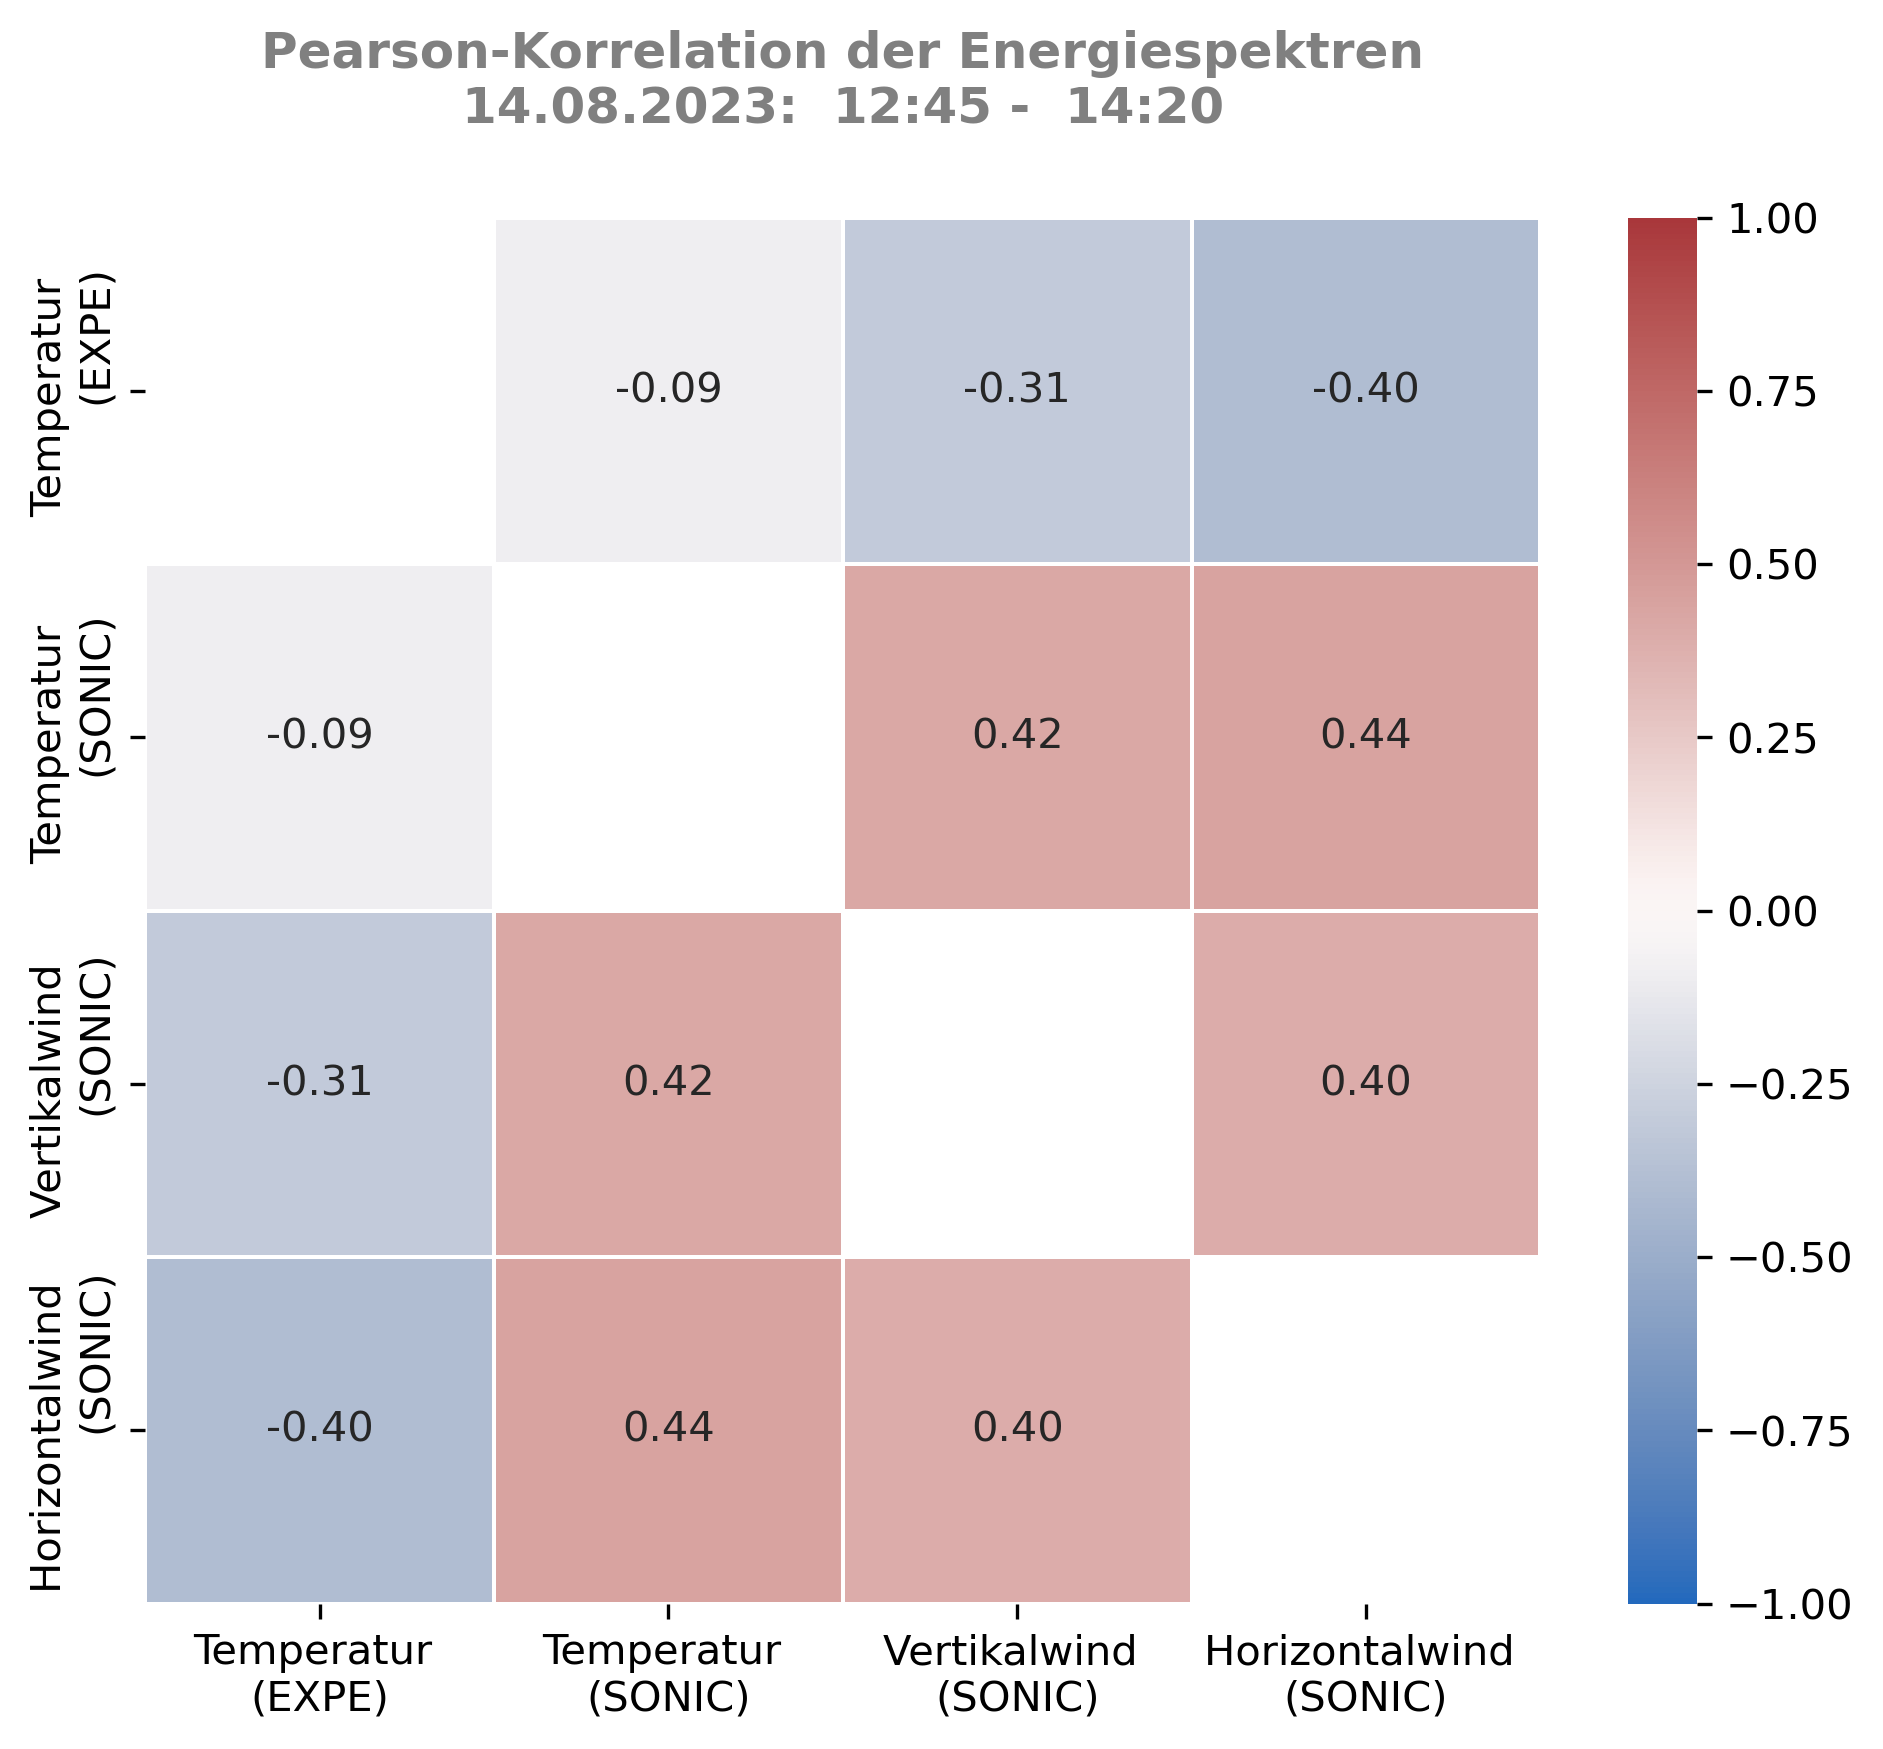 Pearson-Korrelation der Energiespektren
14.08.2023:  12:45 -  14:20
Temperatur
(EXPE)
-0.09
-0.31
-0.40
Temperatur
(SONIC)
-0.09
0.42
0.44
Vertikalwind
(SONIC)
-0.31
0.42
0.40
Horizontalwind
(SONIC)
-0.40
0.44
0.40
Temperatur
(EXPE)
Temperatur
(SONIC)
Vertikalwind
(SONIC)
Horizontalwind
(SONIC)
1.00
0.75
0.50
0.25
0.00
−0.25
−0.50
−0.75
−1.00